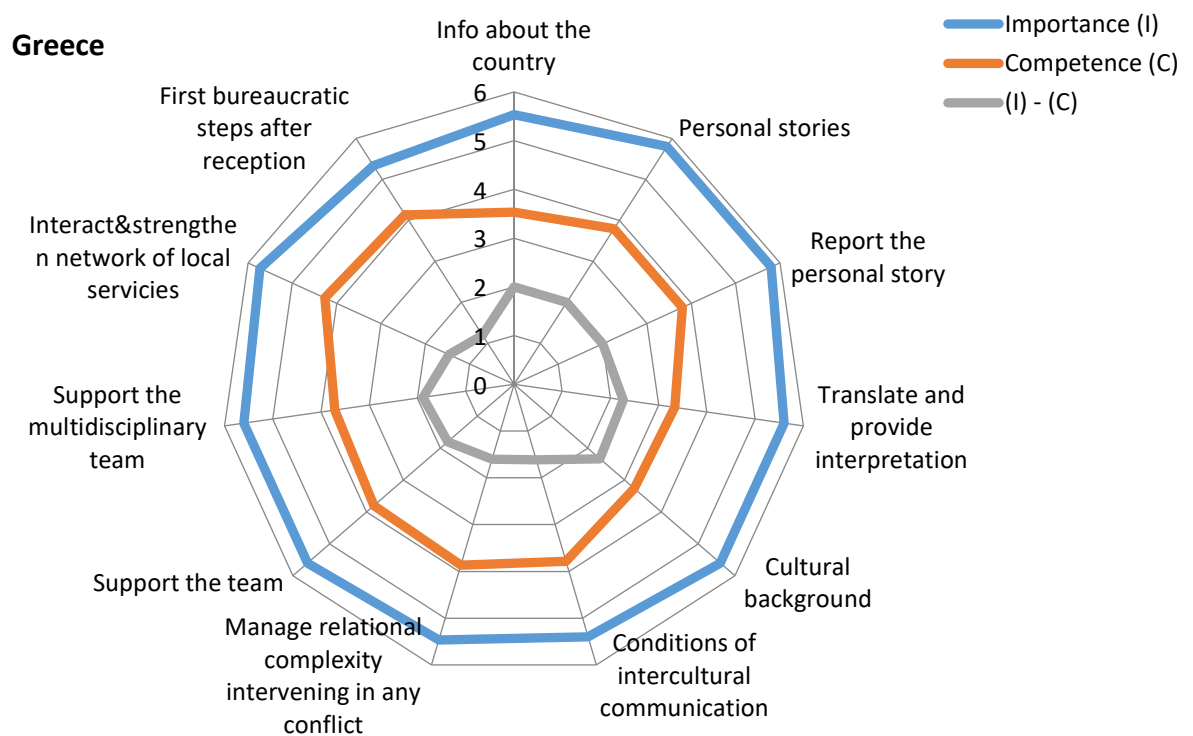 Greece
Importance (I)
Competence (C)
(I) - (C)
Info about the
country
Personal stories
Report the
personal story
Translate and
provide
interpretation
Cultural
background
Conditions of
intercultural
communication
Manage relational
complexity
intervening in any
conflict
Support the team
Support the
multidisciplinary
team
Interact&strengthe
n network of local
servicies
First bureaucratic
steps after
reception
6
5
4
3
2
1
0